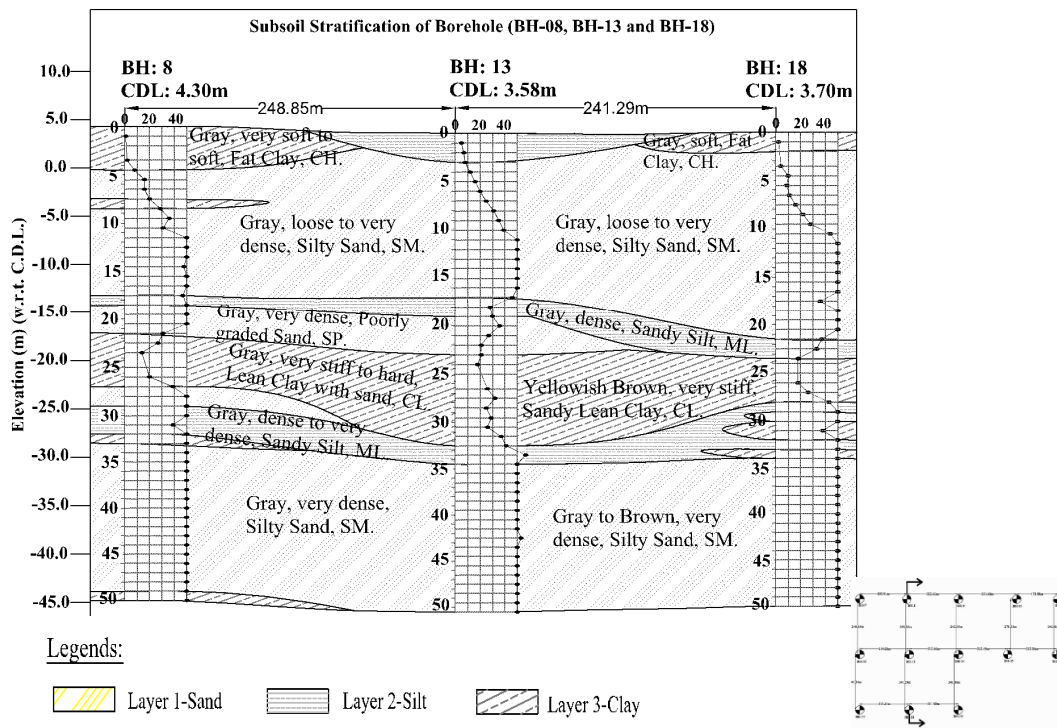 Subsoil Stratification of Borehole (BH-08, BH-13 and BH-18)
BH: 8
CDL: 4.30m
BH: 13
CDL: 3.58m
BH: 18
CDL: 3.70m
248.85m
241.29m
Elevation (m) (w.r.t. C.D.L.)
10.0
5.0
0.0
-5.0
-10.0
-15.0
-20.0
-25.0
-30.0
-35.0
-40.0
-45.0
0 20 40
0
5
10
15
20
25
30
35
40
45
50
0 20 40
0
5
10
15
20
25
30
35
40
45
50
0 20 40
0
5
10
15
20
25
30
35
40
45
50
Gray, very soft to
soft, Fat Clay, CH.
Gray, soft, Fat
Clay, CH.
Gray, loose to very
dense, Silty Sand, SM.
Gray, loose to very
dense, Silty Sand, SM.
Gray, very dense, Poorly
graded Sand, SP.
Gray, dense, Sandy Silt, ML.
Gray, very stiff to hard,
Lean Clay with sand, CL.
Yellowish Brown, very stiff,
Sandy Lean Clay, CL.
Gray, dense to very
dense, Sandy Silt, ML.
Gray, very dense,
Silty Sand, SM.
Gray to Brown, very
dense, Silty Sand, SM.
Legends:
Layer 1-Sand
Layer 2-Silt
Layer 3-Clay